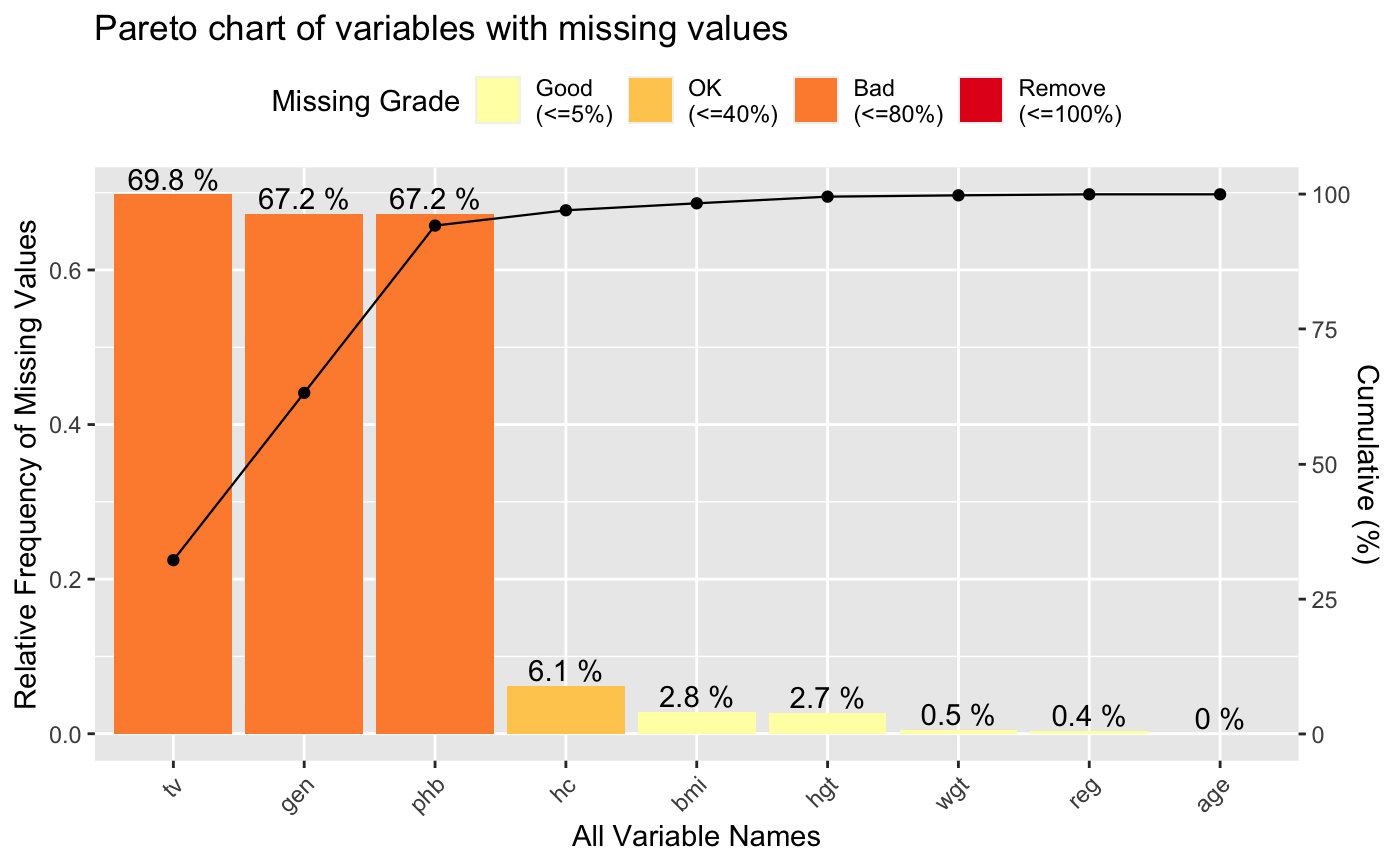 Pareto chart of variables with missing values
Missing Grade
Good
(<=5%)
OK
(<=40%)
Bad
(<=80%)
Remove
(<=100%)
69.8 %
67.2 %
67.2 %
6.1 %
2.8 %
2.7 %
0.5 %
0.4 %
0 %
Relative Frequency of Missing Values
0.6
0.4
0.2
0.0
100
75
50
25
0
Cumulative (%)
tv
gen
phb
hc
bmi
hgt
wgt
reg
age
All Variable Names